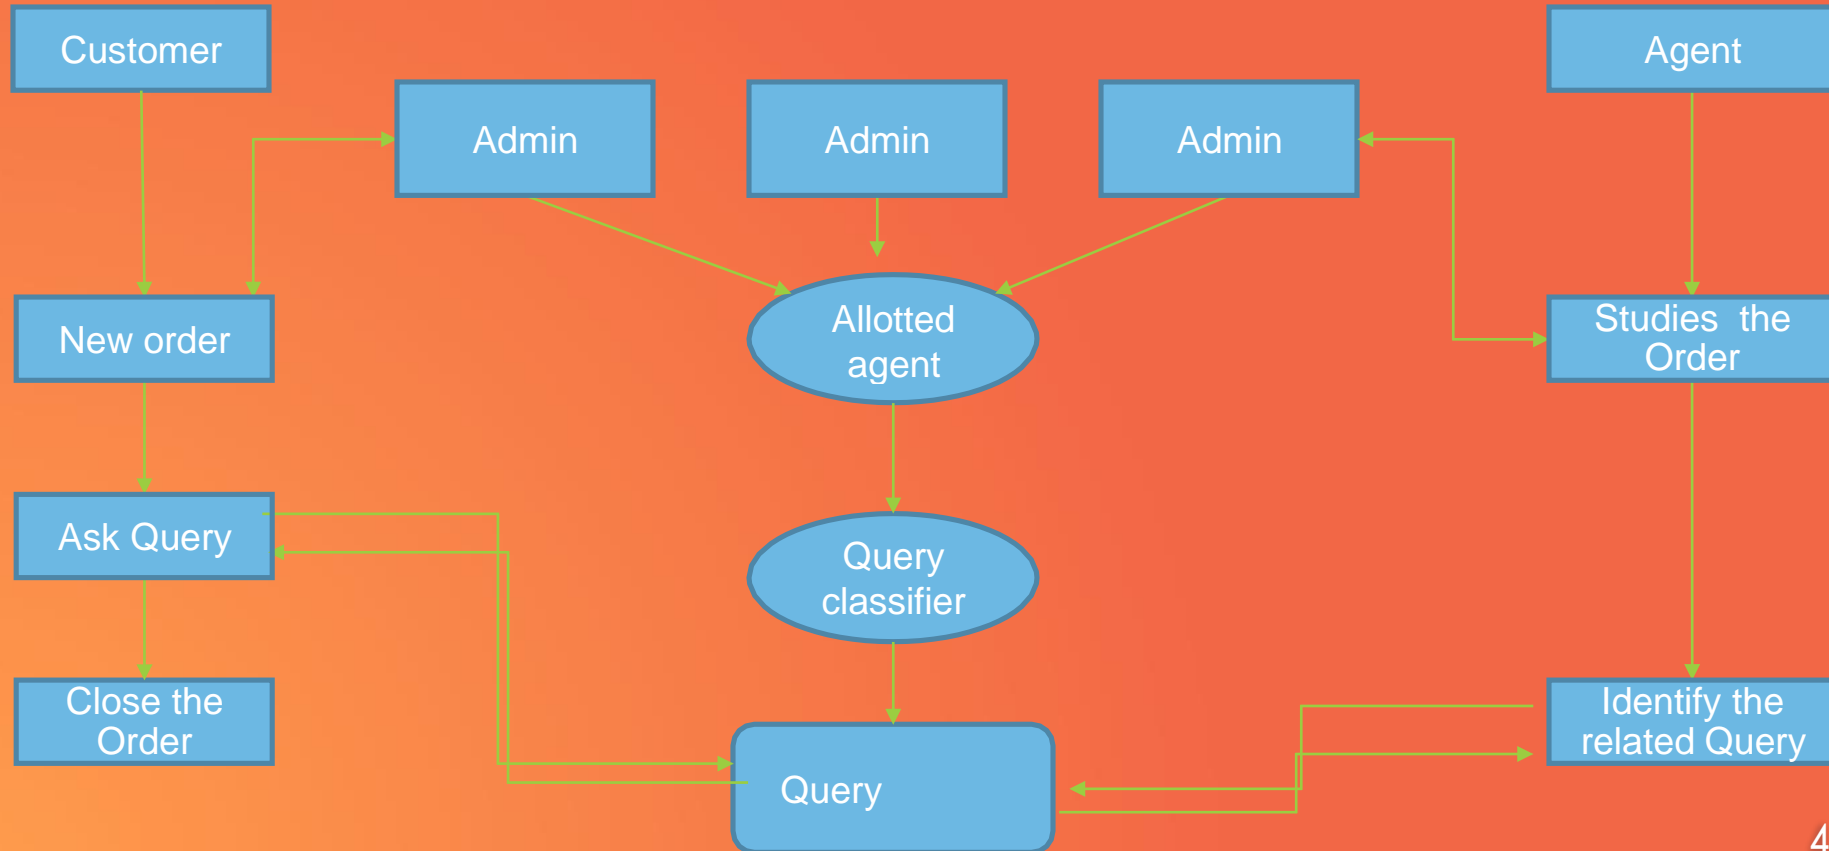 Customer
Agent
Admin
Admin
Admin
New order
Allotted
agent
Studies the
Order
Ask Query
Query
classifier
Close the
Order
Identify the
related Query
Query
4